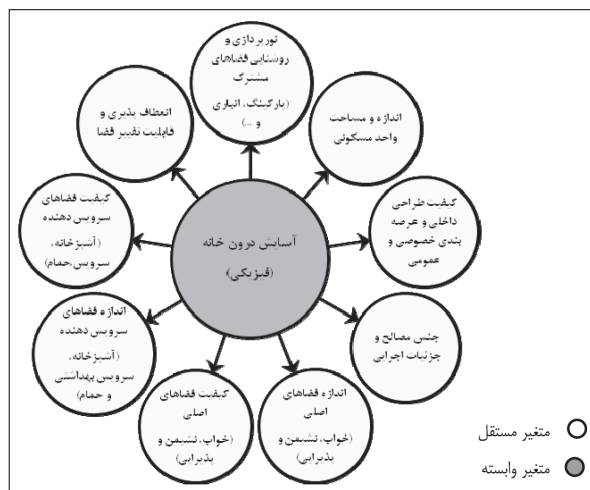 نورپردازی و
روشنایی فضاهای
مشترک
(پارکینگ، انباری
و ...)
اندازه و مساحت
واحد مسکونی
کیفیت طراحی
داخلی و عرصه
بندی خصوصی و
عمومی
جنس مصالح و
جزئیات اجرایی
اندازه فضاهای
اصلی
(خواب، نشیمن و
پذیرایی)
کیفیت فضاهای
اصلی
(خواب، نشیمن و
پذیرایی)
اندازه فضاهای
سرویس دهنده
(آشپزخانه،
سرویس بهداشتی
و حمام)
کیفیت فضاهای
سرویس دهنده
(آشپزخانه،
سرویس،حمام)
انعطاف پذیری و
قابلیت تغییر فضا
آسایش درون خانه
(فیزیکی)
متغیر مستقل
متغیر وابسته